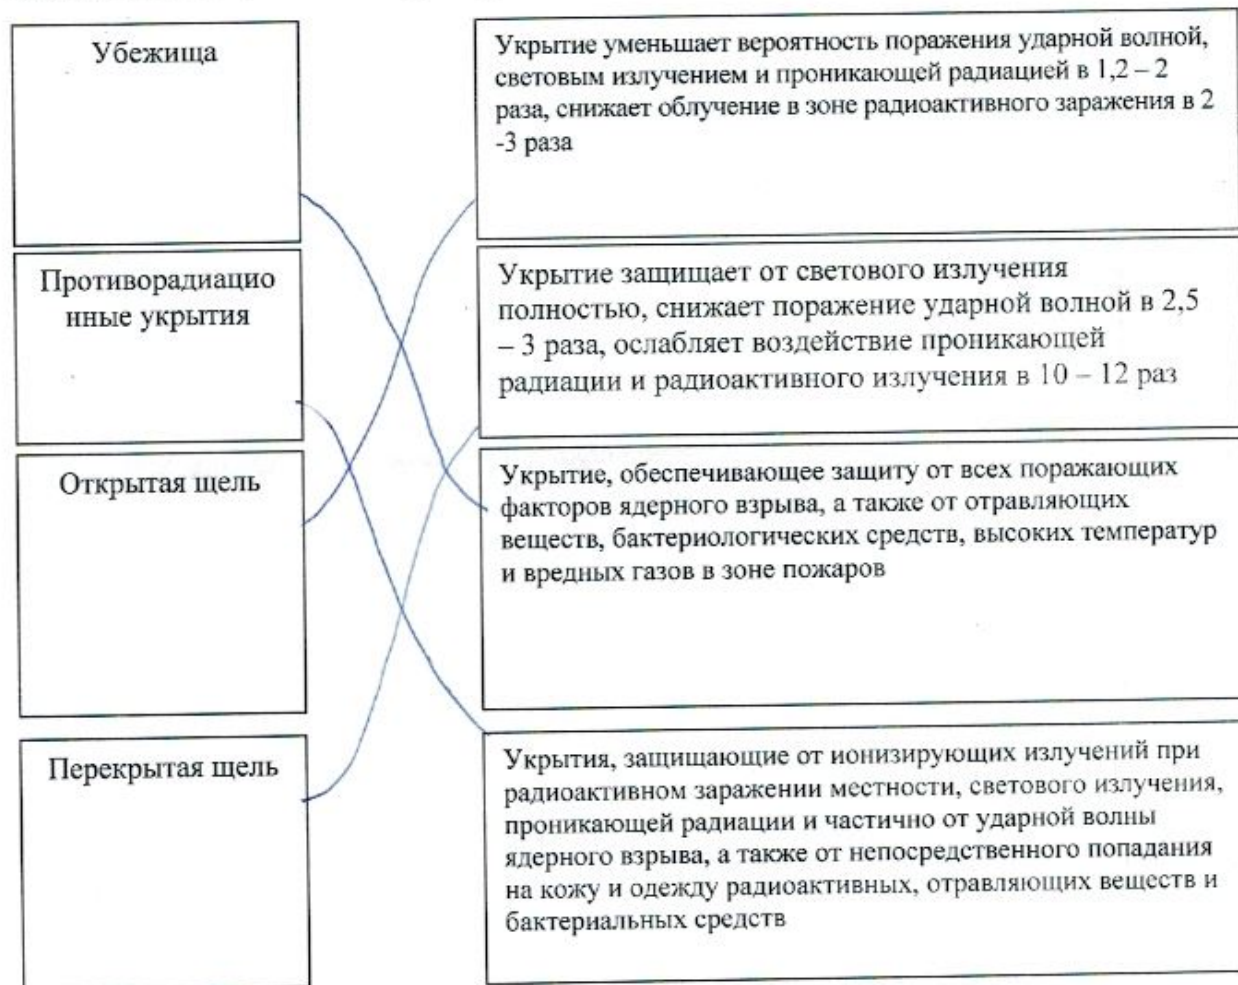 Убежища
Укрытие уменьшает вероятность поражения ударной волной,
световым излучением и проникающей радиацией в 1,2 – 2
раза, снижает облучение в зоне радиоактивного заражения в 2
-3 раза
Противорадиацио
нные укрытия
Укрытие защищает от светового излучения
полностью, снижает поражение ударной волной в 2,5
– 3 раза, ослабляет воздействие проникающей
радиации и радиоактивного излучения в 10 – 12 раз
Открытая щель
Укрытие, обеспечивающее защиту от всех поражающих
факторов ядерного взрыва, а также от отравляющих
веществ, бактериологических средств, высоких температур
и вредных газов в зоне пожаров
Перекрытая щель
Укрытия, защищающие от ионизирующих излучений при
радиоактивном заражении местности, светового излучения,
проникающей радиации и частично от ударной волны
ядерного взрыва, а также от непосредственного попадания
на кожу и одежду радиоактивных, отравляющих веществ и
бактериальных средств